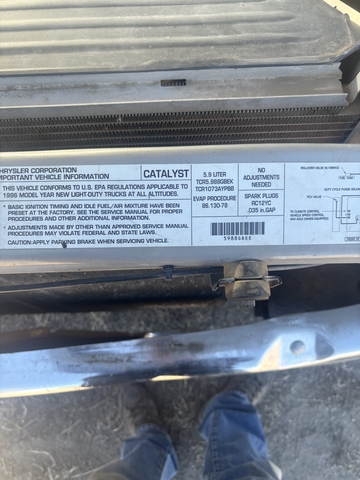 CHRYSLER CORPORATION
IMPORTANT VEHICLE INFORMATION
CATALYST
THIS VEHICLE CONFORMS TO U.S. EPA REGULATIONS APPLICABLE TO
1996 MODEL YEAR NEW LIGHT-DUTY TRUCKS AT ALL ALTITUDES.
* BASIC IGNITION TIMING AND IDLE FUEL/AIR MIXTURE HAVE BEEN
PRESET AT THE FACTORY. SEE THE SERVICE MANUAL FOR PROPER
PROCEDURES AND OTHER ADDITIONAL INFORMATION.
* ADJUSTMENTS MADE BY OTHER THAN APPROVED SERVICE MANUAL
PROCEDURES MAY VIOLATE FEDERAL AND STATE LAWS.
CAUTION: APPLY PARKING BRAKE WHEN SERVICING VEHICLE.
5.9 LITER
EVAP PROCEDURE
86.130-78
NO
ADJUSTMENTS
NEEDED
SPARK PLUGS
RC12YC
.035 in. GAP